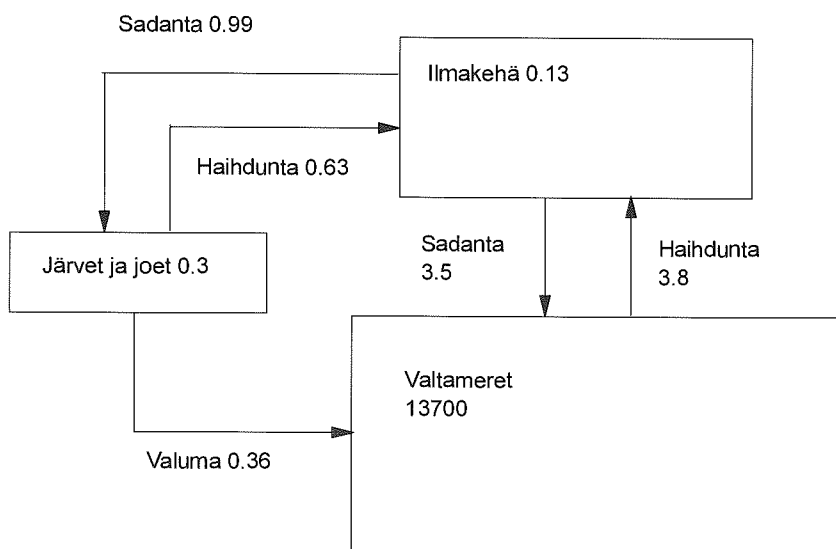 Sadanta 0.99
Ilmakehä 0.13
Haihdunta 0.63
Sadanta
3.5
Haihdunta
3.8
Järvet ja joet 0.3
Valtameret
13700
Valuma 0.36